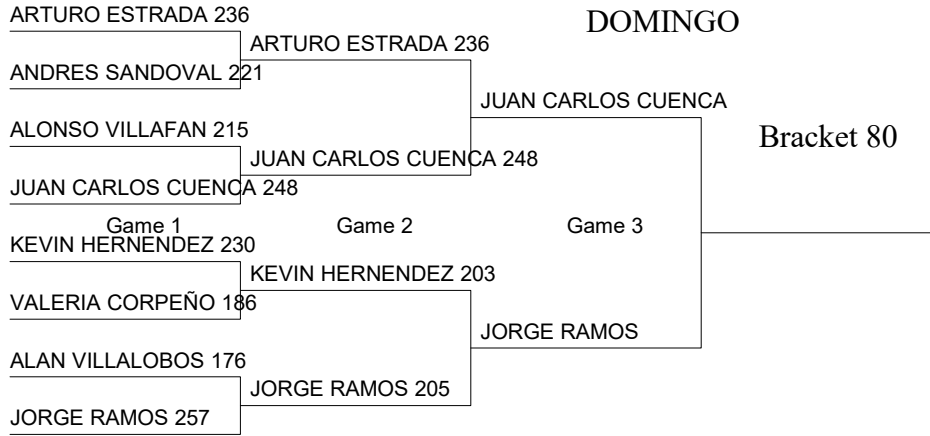 ARTURO ESTRADA 236
DOMINGO
ARTURO ESTRADA 236
ANDRES SANDOVAL 221
JUAN CARLOS CUENCA
ALONSO VILLAFAN 215
Bracket 80
JUAN CARLOS CUENCA 248
JUAN CARLOS CUENCA 248
Game 1
Game 2
Game 3
KEVIN HERNENDEZ 230
KEVIN HERNENDEZ 203
VALERIA CORPEÑO 186
JORGE RAMOS
ALAN VILLALOBOS 176
JORGE RAMOS 205
JORGE RAMOS 257